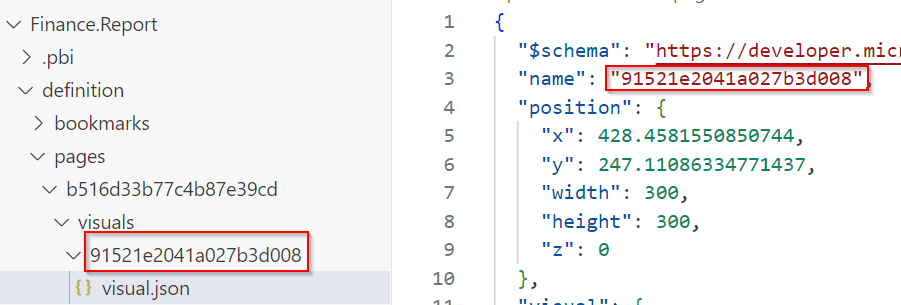 Finance.Report
.pbi
definition
bookmarks
pages
b516d33b77c4b87e39cd
visuals
91521e2041a027b3d008
{} visual.json
1 {
2 "$schema": "https://developer.micr
3 "name": "91521e2041a027b3d008",
4 "position": {
5 "x": 428.4581550850744,
6 "y": 247.11086334771437,
7 "width": 300,
8 "height": 300,
9 "z": 0
10 },
11 "visual": {